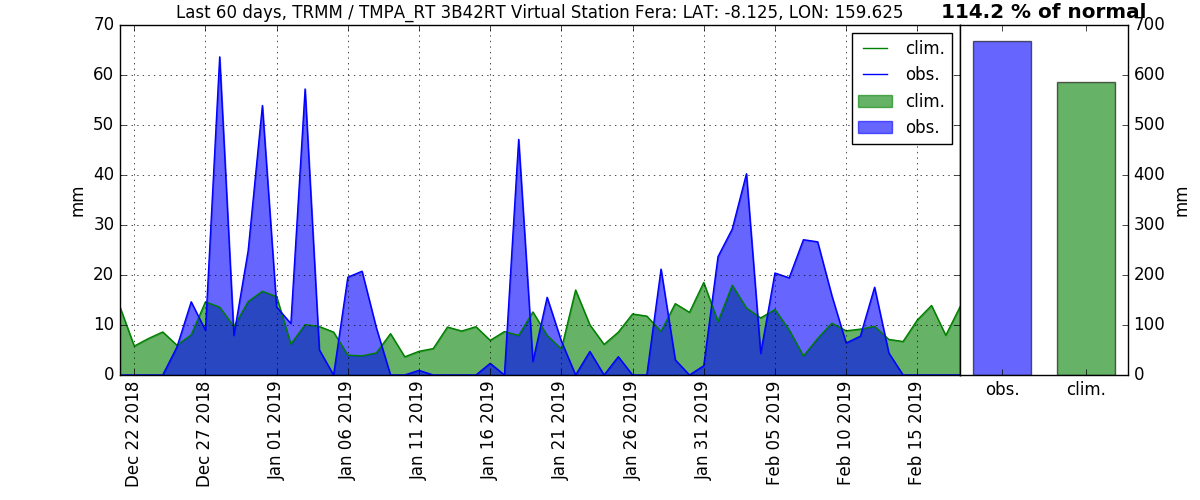 Last 60 days, TRMM / TMPA_RT 3B42RT Virtual Station Fera: LAT: -8.125, LON: 159.625
114.2 % of normal
70
60
50
40
30
20
10
0
mm
clim.
obs.
clim.
obs.
700
600
500
400
300
200
100
0
mm
Dec 22 2018
Dec 27 2018
Jan 01 2019
Jan 06 2019
Jan 11 2019
Jan 16 2019
Jan 21 2019
Jan 26 2019
Jan 31 2019
Feb 05 2019
Feb 10 2019
Feb 15 2019
obs.
clim.